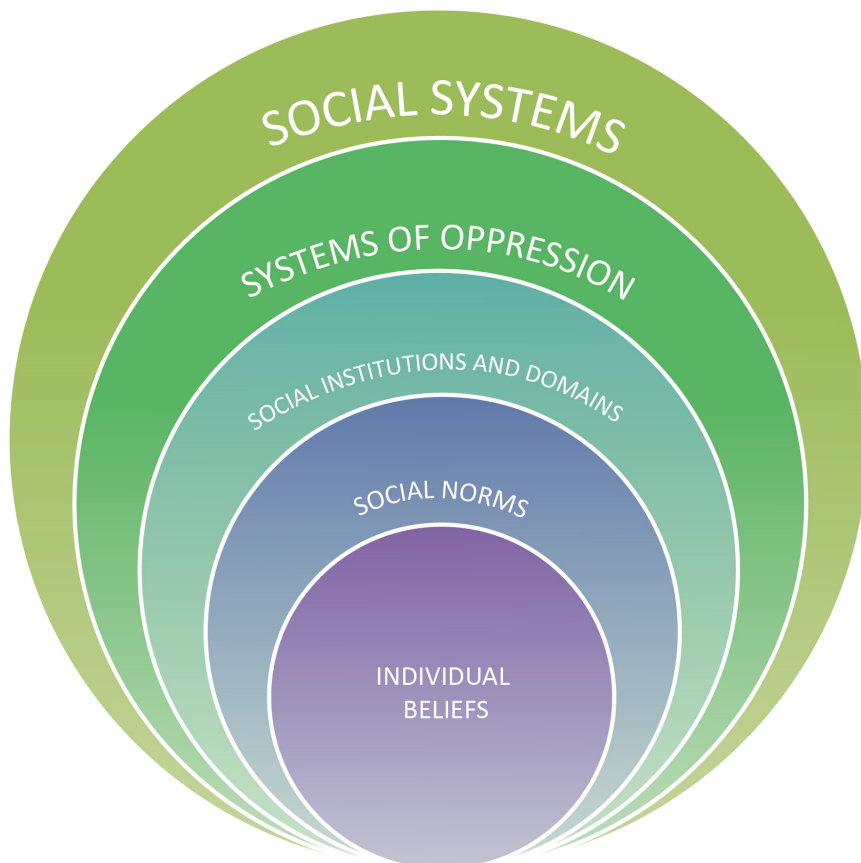 SOCIAL SYSTEMS
SYSTEMS OF OPPRESSION
SOCIAL INSTITUTIONS AND DOMAINS
SOCIAL NORMS
INDIVIDUAL
BELIEFS